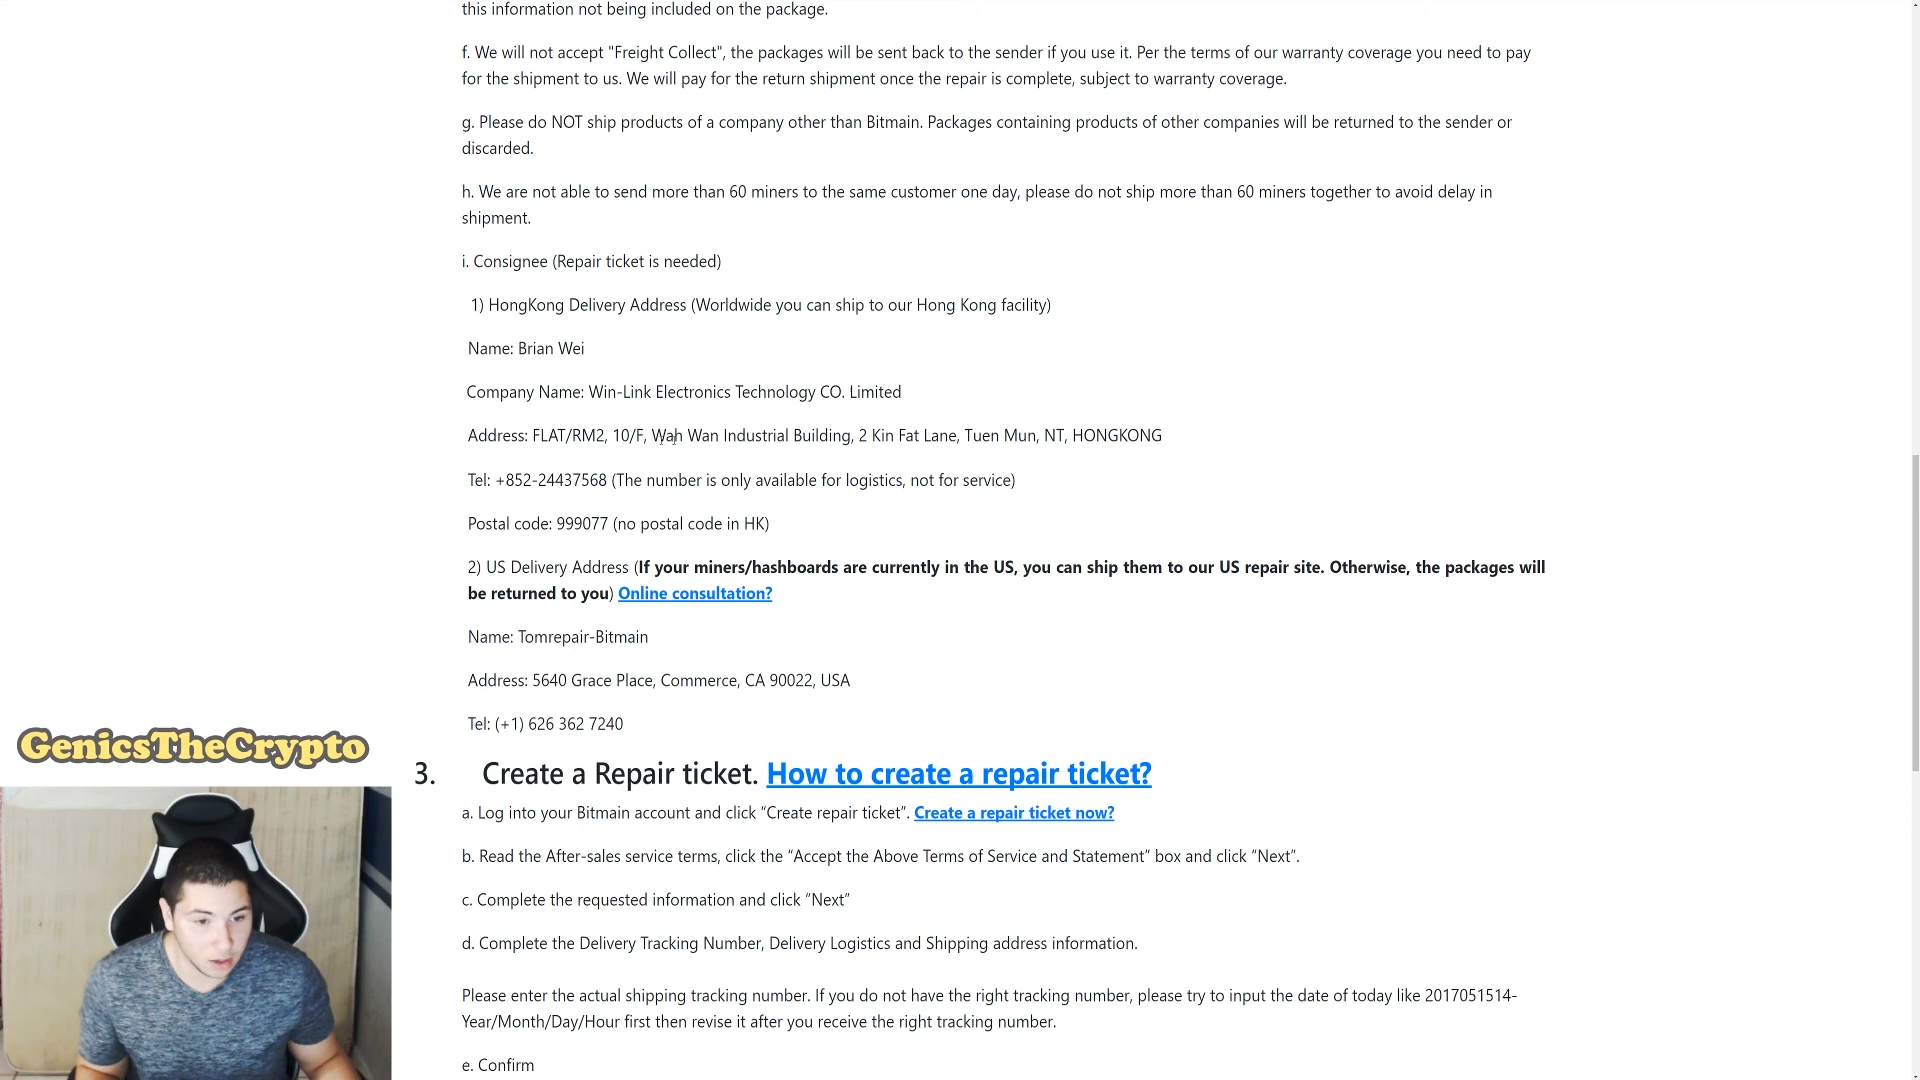 this information not being included on the package.
f. We will not accept "Freight Collect", the packages will be sent back to the sender if you use it. Per the terms of our warranty coverage you need to pay
for the shipment to us. We will pay for the return shipment once the repair is complete, subject to warranty coverage.
g. Please do NOT ship products of a company other than Bitmain. Packages containing products of other companies will be returned to the sender or
discarded.
h. We are not able to send more than 60 miners to the same customer one day, please do not ship more than 60 miners together to avoid delay in
shipment.
i. Consignee (Repair ticket is needed)
1) HongKong Delivery Address (Worldwide you can ship to our Hong Kong facility)
Name: Brian Wei
Company Name: Win-Link Electronics Technology CO. Limited
Address: FLAT/RM2, 10/F, Wah Wan Industrial Building, 2 Kin Fat Lane, Tuen Mun, NT, HONGKONG
Tel: +852-24437568 (The number is only available for logistics, not for service)
Postal code: 999077 (no postal code in HK)
2) US Delivery Address (If your miners/hashboards are currently in the US, you can ship them to our US repair site. Otherwise, the packages will
be returned to you) Online consultation?
Name: Tomrepair-Bitmain
Address: 5640 Grace Place, Commerce, CA 90022, USA
Tel: (+1) 626 362 7240
GenicsTheCrypto
3. Create a Repair ticket. How to create a repair ticket?
a. Log into your Bitmain account and click “Create repair ticket”. Create a repair ticket now?
b. Read the After-sales service terms, click the “Accept the Above Terms of Service and Statement” box and click “Next”.
c. Complete the requested information and click “Next”
d. Complete the Delivery Tracking Number, Delivery Logistics and Shipping address information.
Please enter the actual shipping tracking number. If you do not have the right tracking number, please try to input the date of today like 2017051514-
Year/Month/Day/Hour first then revise it after you receive the right tracking number.
e. Confirm